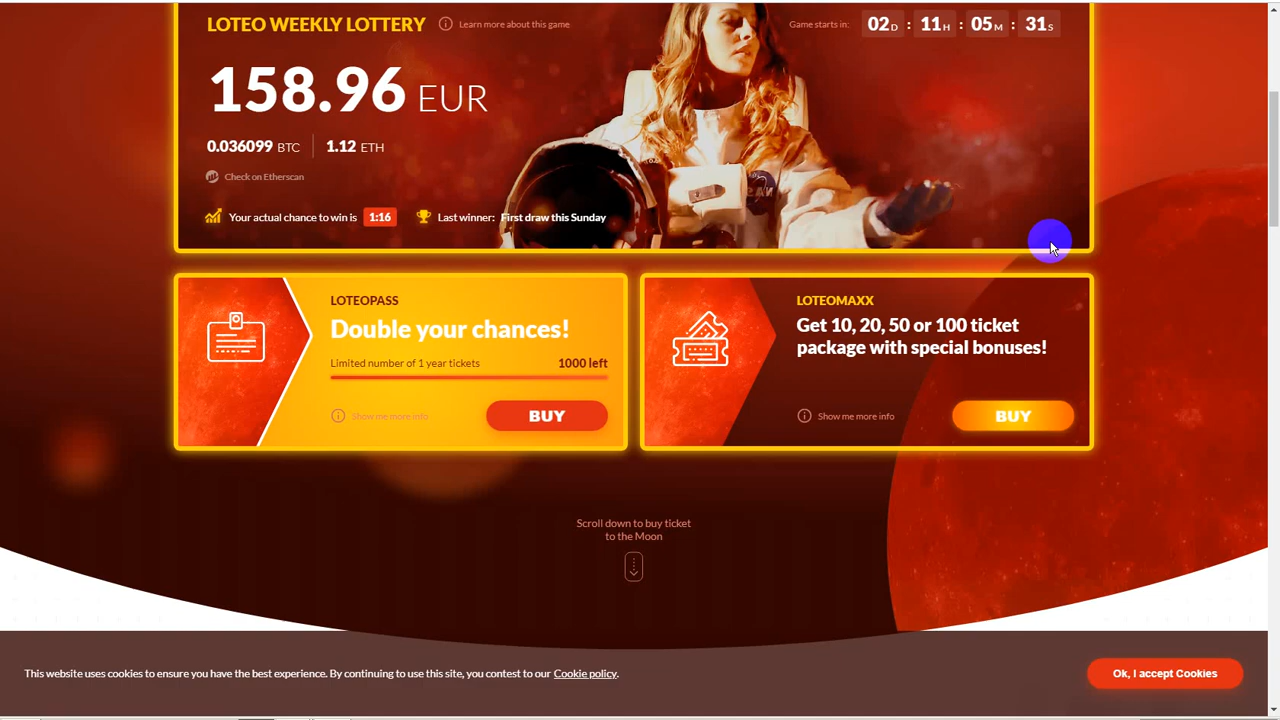 LOTEO WEEKLY LOTTERY
Learn more about this game
Game starts in: 02D : 11H : 05M : 31S
158.96 EUR
0.036099 BTC
1.12 ETH
Check on Etherscan
Your actual chance to win is 1:16
Last winner: First draw this Sunday
LOTEOPASS
Double your chances!
Limited number of 1 year tickets
1000 left
Show me more info
BUY
LOTEOMAXX
Get 10, 20, 50 or 100 ticket
package with special bonuses!
Show me more info
BUY
Scroll down to buy ticket
to the Moon
This website uses cookies to ensure you have the best experience. By continuing to use this site, you contest to our Cookie policy.
Ok, I accept Cookies